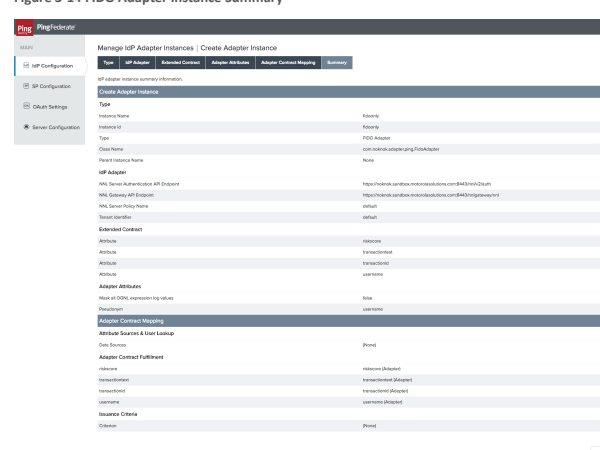 Figure 3-14 FIDO Adapter Instance Summary
Ping PingFederate
MAIN
IdP Configuration
SP Configuration
OAuth Settings
Server Configuration
Manage IdP Adapter Instances | Create Adapter Instance
Type IdP Adapter Extended Contract Adapter Attributes Adapter Contract Mapping Summary
IdP adapter instance summary information.
Create Adapter Instance
Type
Instance Name fidoonly
Instance Id fidoonly
Type FIDO Adapter
Class Name com.noknok.adapter.ping.FidoAdapter
Parent Instance Name None
IdP Adapter
NNL Server Authentication API Endpoint https://noknok.sandbox.motorolasolutions.com:8443/nnl/v2/auth
NNL Gateway API Endpoint https://noknok.sandbox.motorolasolutions.com:8443/nnlgateway/nnl
NNL Server Policy Name default
Tenant Identifier default
Extended Contract
Attribute riskscore
Attribute transactiontext
Attribute transactionid
Attribute username
Adapter Attributes
Mask all OGNL expression log values false
Pseudonym username
Adapter Contract Mapping
Attribute Sources & User Lookup
Data Sources (None)
Adapter Contract Fulfillment
riskscore riskscore (Adapter)
transactiontext transactiontext (Adapter)
transactionid transactionid (Adapter)
username username (Adapter)
Issuance Criteria
Criterion (None)